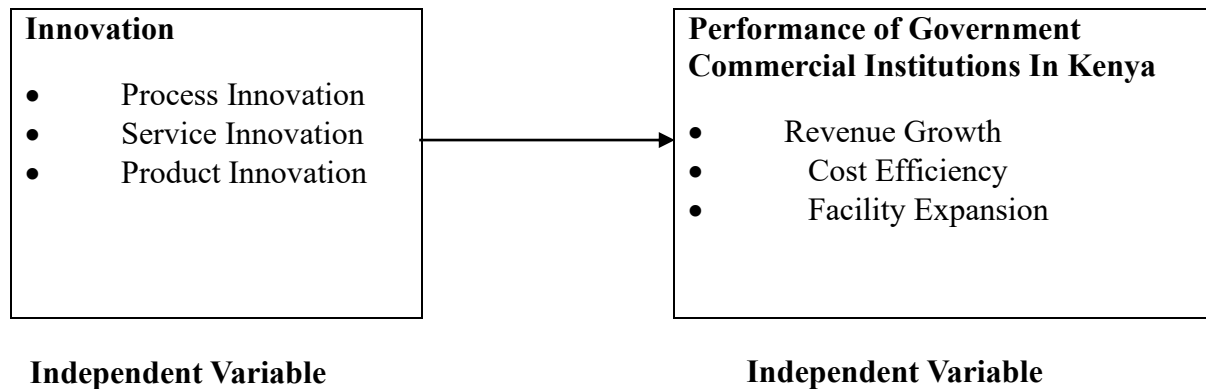 Innovation
• Process Innovation
• Service Innovation
• Product Innovation
Performance of Government
Commercial Institutions In Kenya
• Revenue Growth
• Cost Efficiency
• Facility Expansion
Independent Variable
Independent Variable